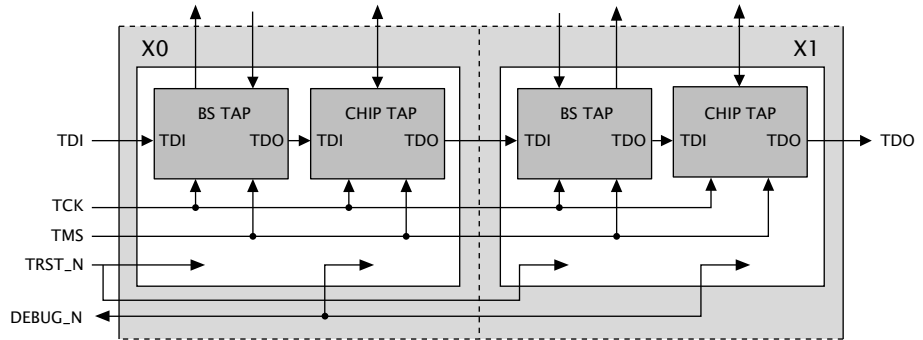 X0
X1
BS TAP
CHIP TAP
BS TAP
CHIP TAP
TDI
TDI
TDO
TDI
TDO
TDI
TDO
TDI
TDO
TDO
TCK
TMS
TRST_N
DEBUG_N